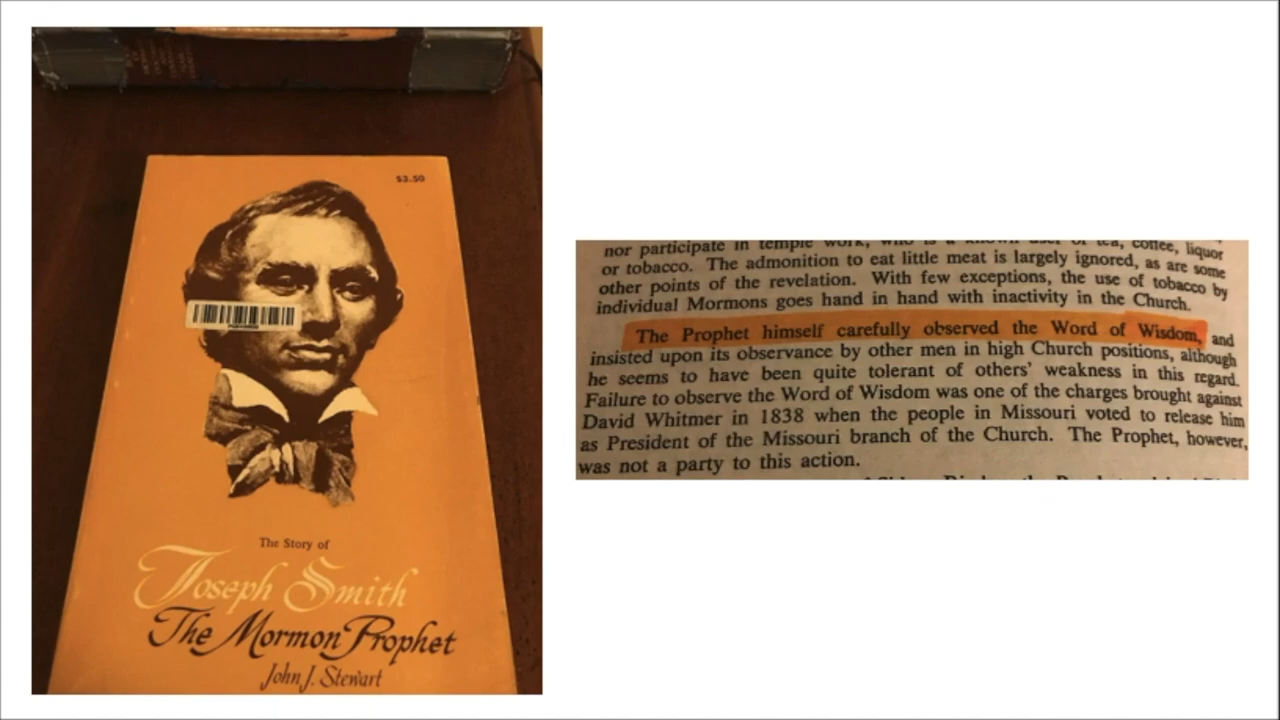 $3.50
The Story of
Joseph Smith
The Mormon Prophet
John J. Stewart
nor participate in temple work, who is a known user of tea, coffee, liquor
or tobacco. The admonition to eat little meat is largely ignored, as are some
other points of the revelation. With few exceptions, the use of tobacco by
individual Mormons goes hand in hand with inactivity in the Church.
The Prophet himself carefully observed the Word of Wisdom, and
insisted upon its observance by other men in high Church positions, although
he seems to have been quite tolerant of others' weakness in this regard.
Failure to observe the Word of Wisdom was one of the charges brought against
David Whitmer in 1838 when the people in Missouri voted to release him
as President of the Missouri branch of the Church. The Prophet, however,
was not a party to this action.